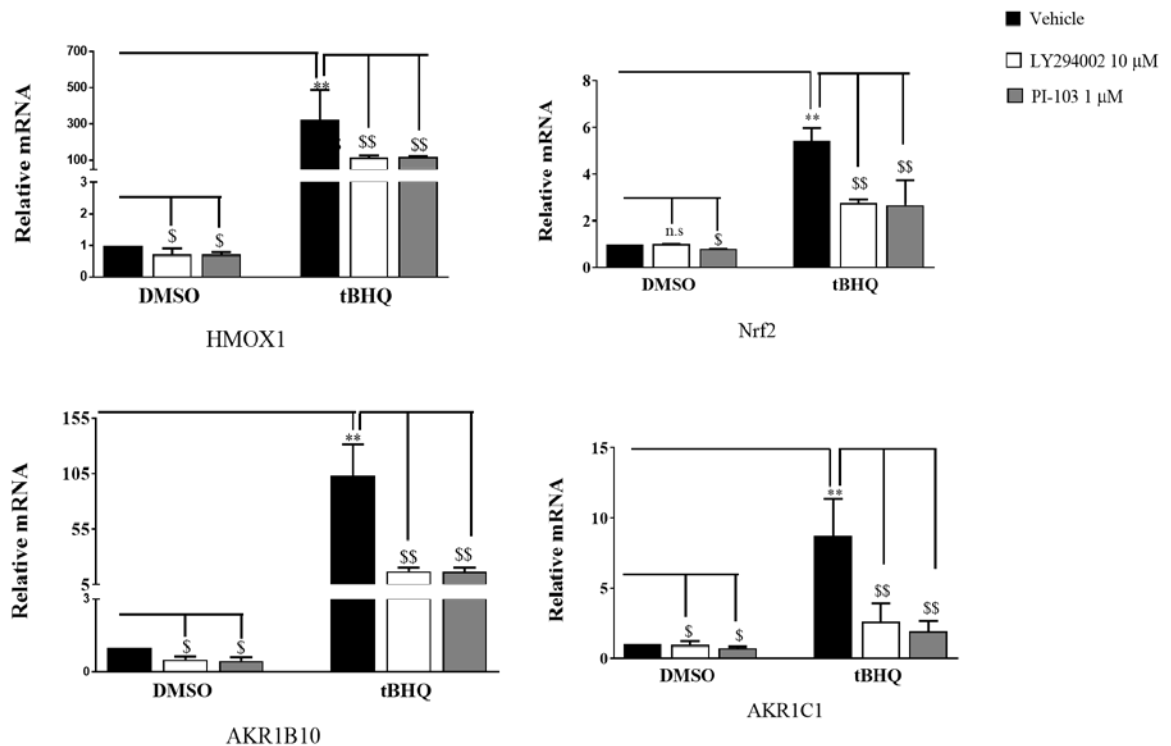 Vehicle
LY294002 10 μM
PI-103 1 μM
Relative mRNA
700
500
300
100
3
2
1
0
**
$$ $$
$ $
DMSO tBHQ
HMOX1
Relative mRNA
8
6
4
2
0
**
$$ $$
n.s $
DMSO tBHQ
Nrf2
Relative mRNA
155
105
55
5
3
0
**
$$ $$
$ $
DMSO tBHQ
AKR1B10
Relative mRNA
15
10
5
0
**
$$ $$
$ $
DMSO tBHQ
AKR1C1